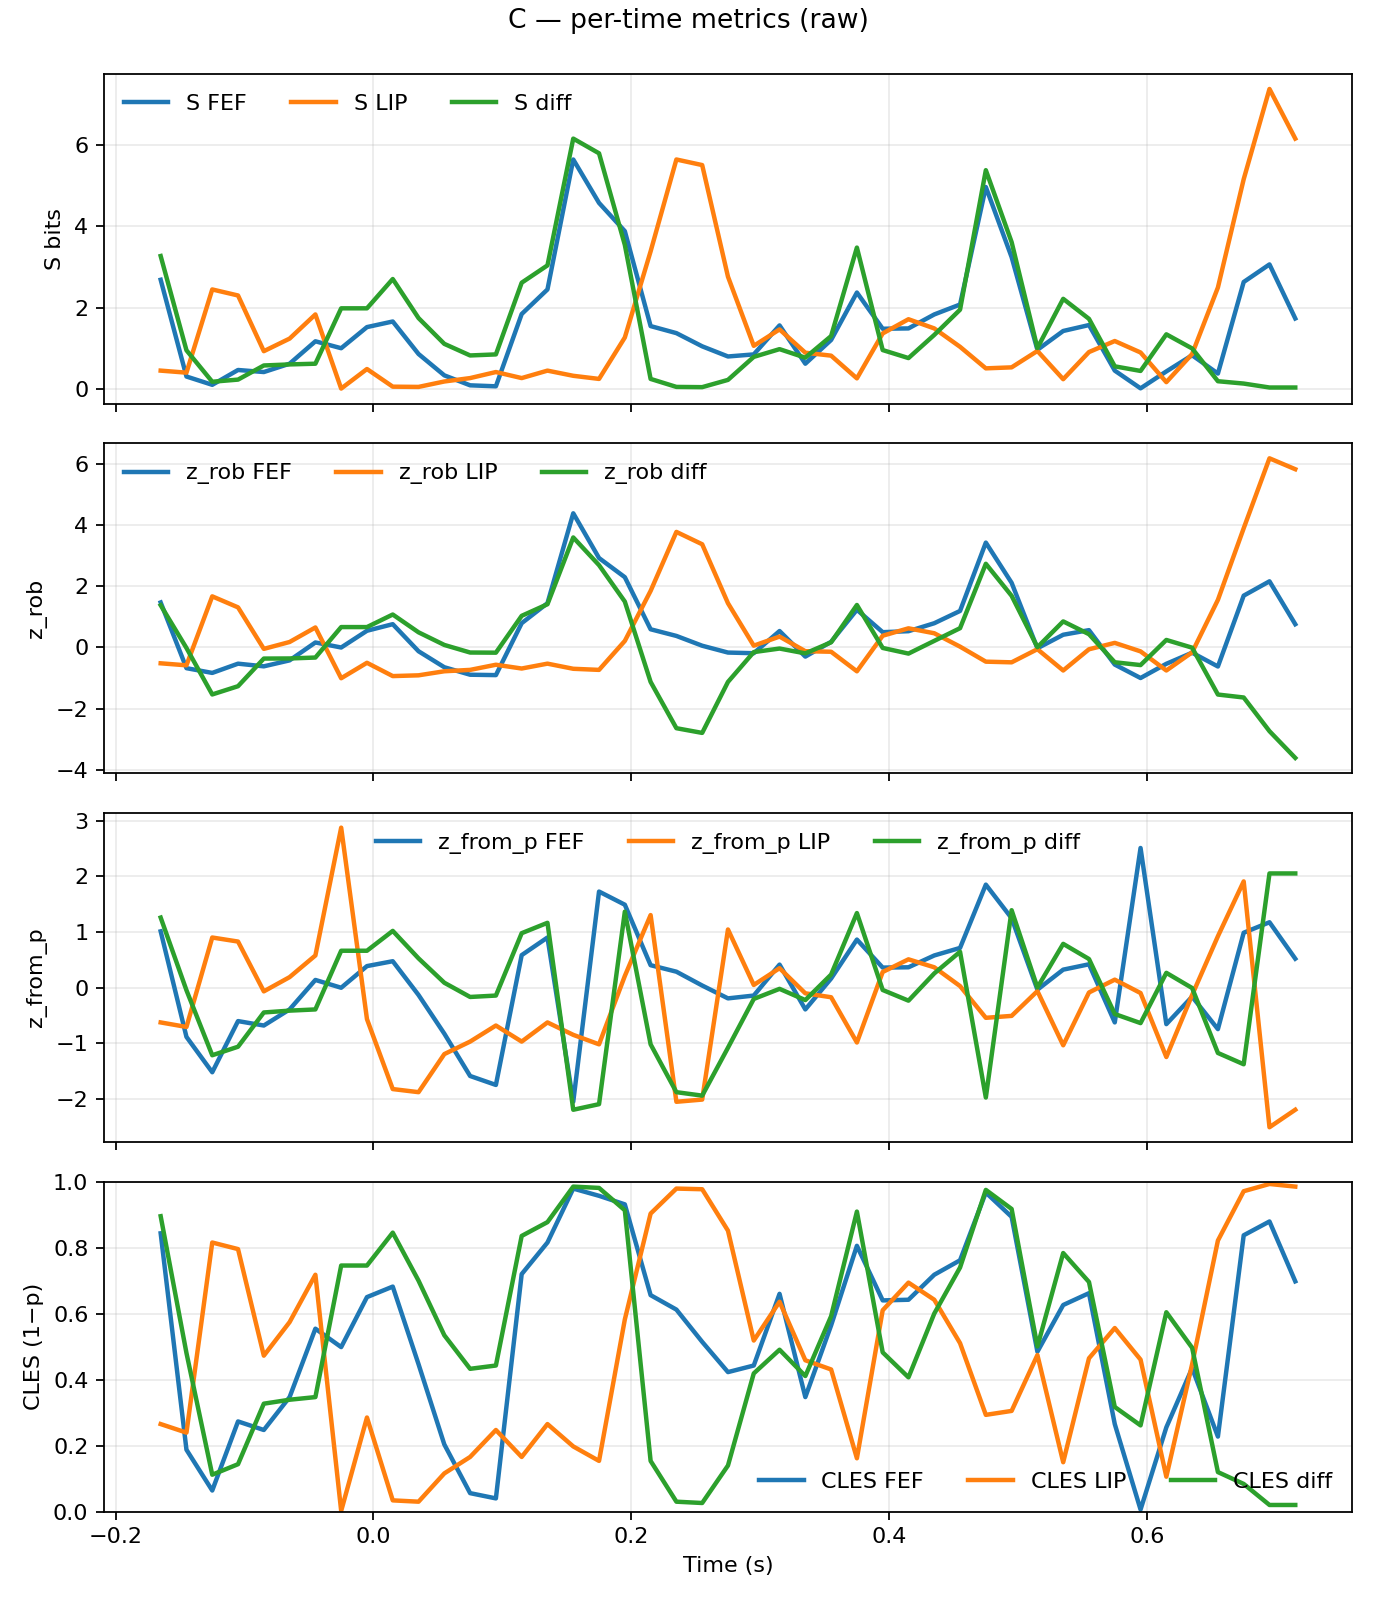 C — per-time metrics (raw)
S FEF S LIP S diff
S bits
6
4
2
0
z_rob FEF z_rob LIP z_rob diff
z_rob
6
4
2
0
−2
−4
z_from_p FEF z_from_p LIP z_from_p diff
z_from_p
3
2
1
0
−1
−2
CLES (1−p)
1.0
0.8
0.6
0.4
0.2
0.0
CLES FEF CLES LIP CLES diff
−0.2 0.0 0.2 0.4 0.6
Time (s)